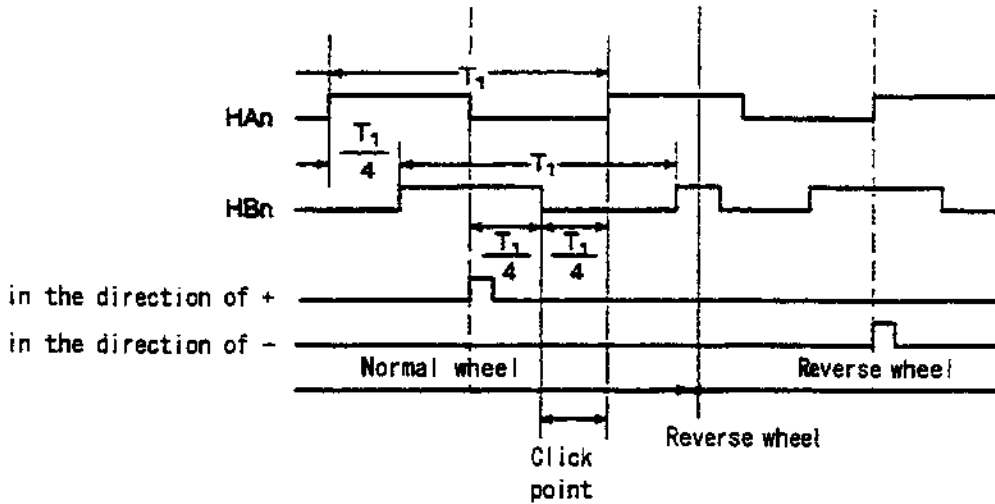 T₁
HAn
T₁
4
T₁
HBn
T₁
4
T₁
4
in the direction of +
in the direction of -
Normal wheel
Reverse wheel
Reverse wheel
Click
point